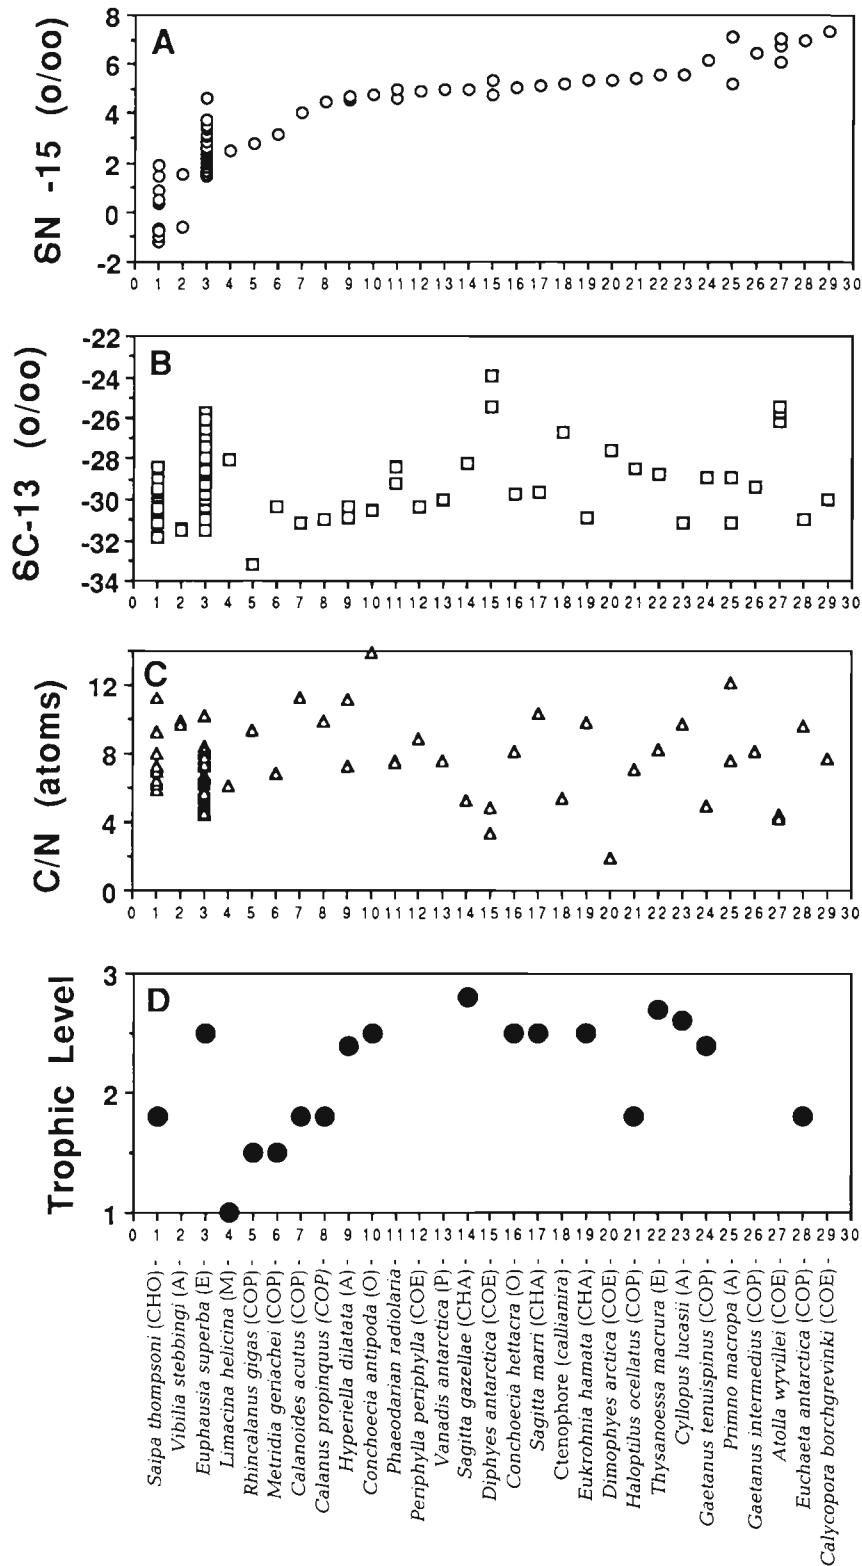 A
ϨN -15 (o/oo)
8
6
4
2
0
-2
0 1 2 3 4 5 6 7 8 9 10 11 12 13 14 15 16 17 18 19 20 21 22 23 24 25 26 27 28 29 30
B
ϨC-13 (o/oo)
-22
-24
-26
-28
-30
-32
-34
0 1 2 3 4 5 6 7 8 9 10 11 12 13 14 15 16 17 18 19 20 21 22 23 24 25 26 27 28 29 30
C
C/N (atoms)
12
8
4
0
0 1 2 3 4 5 6 7 8 9 10 11 12 13 14 15 16 17 18 19 20 21 22 23 24 25 26 27 28 29 30
D
Trophic Level
3
2
1
0 1 2 3 4 5 6 7 8 9 10 11 12 13 14 15 16 17 18 19 20 21 22 23 24 25 26 27 28 29 30
Saipa thompsoni (CHO) -
Vibilia stebbingi (A) -
Euphausia superba (E) -
Limacina helicina (M) -
Rhincalanus gigas (COP) -
Metridia geriachei (COP) -
Calanoides acutus (COP) -
Calanus propinquus (COP) -
Hyperiella dilatata (A) -
Conchoecia antipoda (O) -
Phaeodarian radiolaria-
Periphylla periphylla (COE) -
Vanadis antarctica (P) -
Sagitta gazellae (CHA) -
Diphyes antarctica (COE) -
Conchoecia hettacra (O) -
Sagitta marri (CHA) -
Ctenophore (callianira) -
Eukrohnia hamata (CHA) -
Dimophyes arctica (COE) -
Haloptilus ocellatus (COP) -
Thysanoessa macrura (E) -
Cyllopus lucasii (A) -
Gaetanus tenuispinus (COP) -
Primno macropa (A) -
Gaetanus intermedius (COP) -
Atolla wyvillei (COE) -
Euchaeta antarctica (COP) -
Calycopora borchgrevinki (COE) -